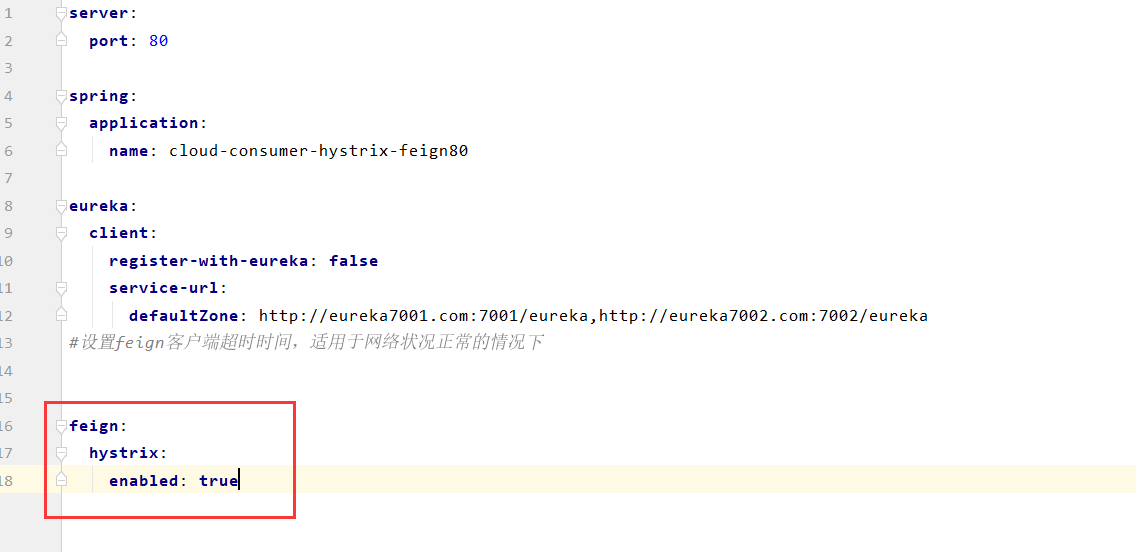 1 server:
2 port: 80
3
4 spring:
5 application:
6 name: cloud-consumer-hystrix-feign80
7
8 eureka:
9 client:
10 register-with-eureka: false
11 service-url:
12 defaultZone: http://eureka7001.com:7001/eureka,http://eureka7002.com:7002/eureka
13 #设置feign客户端超时时间，适用于网络状况正常的情况下
14
15
16 feign:
17 hystrix:
18 enabled: true